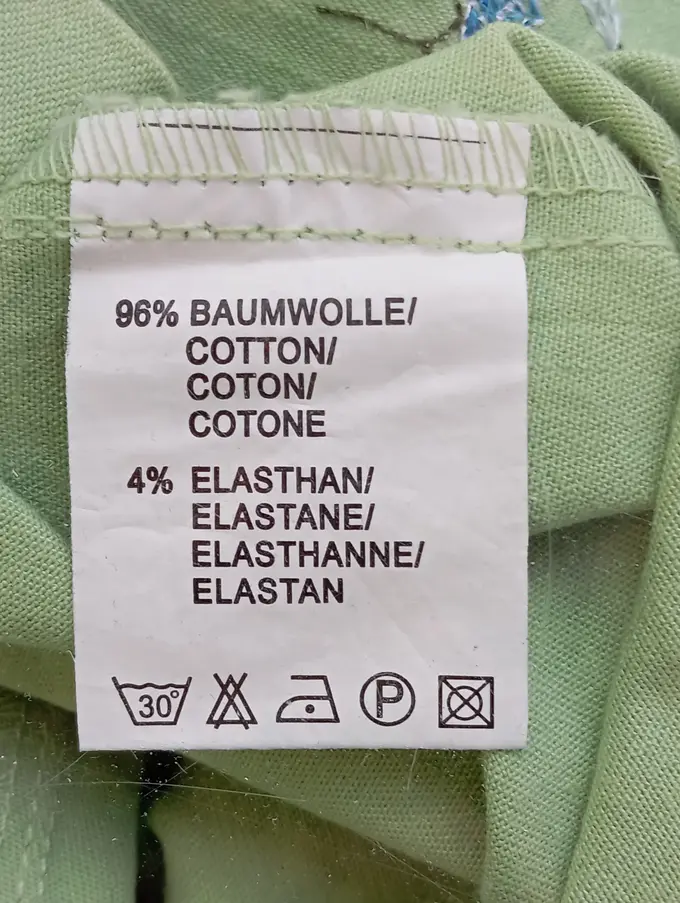 96% BAUMWOLLE/
COTTON/
COTON/
COTONE
4% ELASTHAN/
ELASTANE/
ELASTHANNE/
ELASTAN
30° P